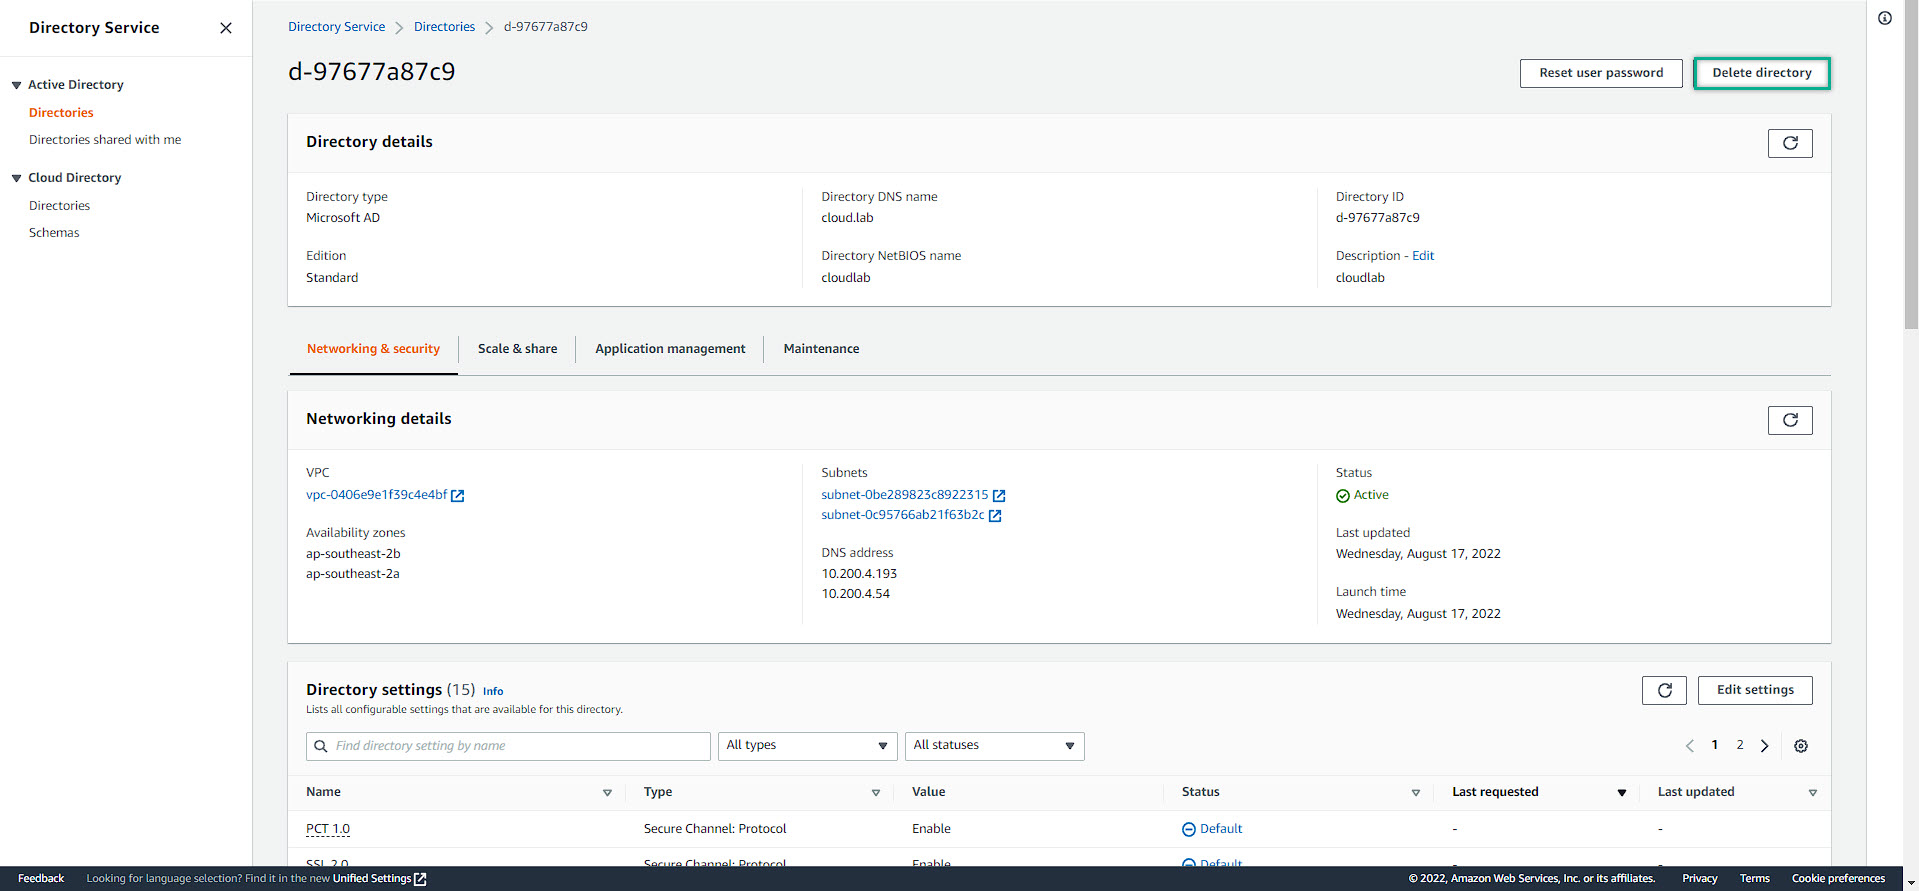 Directory Service
Active Directory
Directories
Directories shared with me
Cloud Directory
Directories
Schemas
Directory Service Directories d-97677a87c9
d-97677a87c9
Reset user password Delete directory
Directory details
Directory type Directory DNS name Directory ID
Microsoft AD cloud.lab d-97677a87c9
Edition Directory NetBIOS name Description - Edit
Standard cloudlab cloudlab
Networking & security Scale & share Application management Maintenance
Networking details
VPC Subnets Status
vpc-0406e9e1f39c4e4bf subnet-0be289823c8922315 Active
subnet-0c95766ab21f63b2c
Availability zones Last updated
ap-southeast-2b DNS address Wednesday, August 17, 2022
ap-southeast-2a 10.200.4.193
10.200.4.54 Launch time
Wednesday, August 17, 2022
Directory settings (15) Info Edit settings
Lists all configurable settings that are available for this directory.
Find directory setting by name All types All statuses 1 2
Name Type Value Status Last requested Last updated
PCT 1.0 Secure Channel: Protocol Enable Default - -
SSL 2.0 Secure Channel: Protocol Enable Default - -
Feedback Looking for language selection? Find it in the new Unified Settings © 2022, Amazon Web Services, Inc. or its affiliates. Privacy Terms Cookie preferences